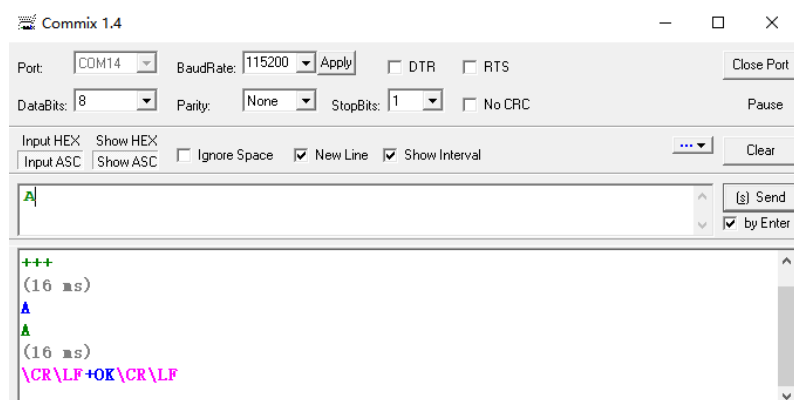 Commix 1.4
Port: COM14 BaudRate: 115200 Apply DTR RTS Close Port
DataBits: 8 Parity: None StopBits: 1 No CRC Pause
Input HEX Show HEX
Input ASC Show ASC Ignore Space New Line Show Interval ... Clear
A
(s) Send
by Enter
+++
(16 ms)
A
A
(16 ms)
\CR\LF+OK\CR\LF